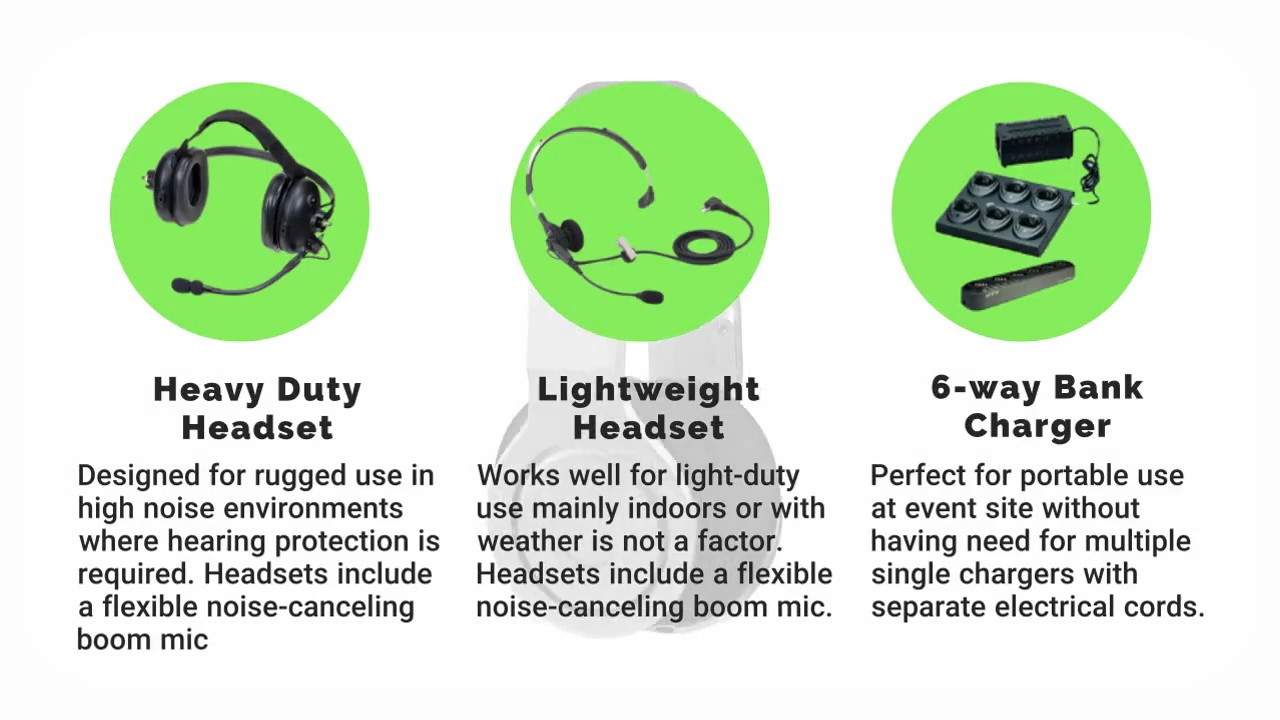 Heavy Duty
Headset
Designed for rugged use in
high noise environments
where hearing protection is
required. Headsets include
a flexible noise-canceling
boom mic
Lightweight
Headset
Works well for light-duty
use mainly indoors or with
weather is not a factor.
Headsets include a flexible
noise-canceling boom mic.
6-way Bank
Charger
Perfect for portable use
at event site without
having need for multiple
single chargers with
separate electrical cords.